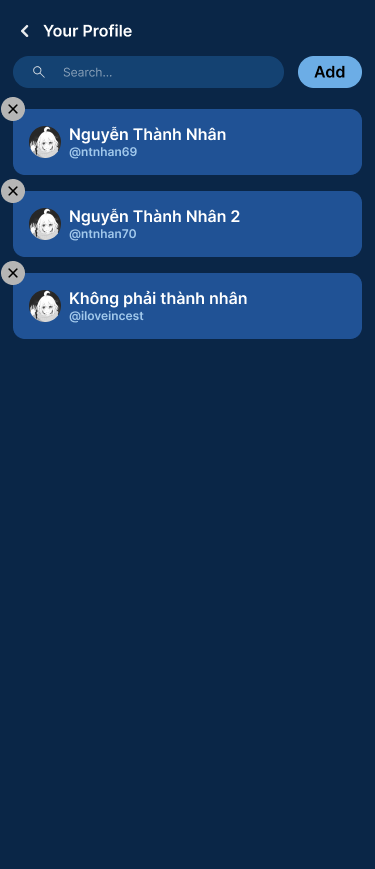 Your Profile
Search...
Add
Nguyễn Thành Nhân
@ntnhan69
Nguyễn Thành Nhân 2
@ntnhan70
Không phải thành nhân
@iloveincest